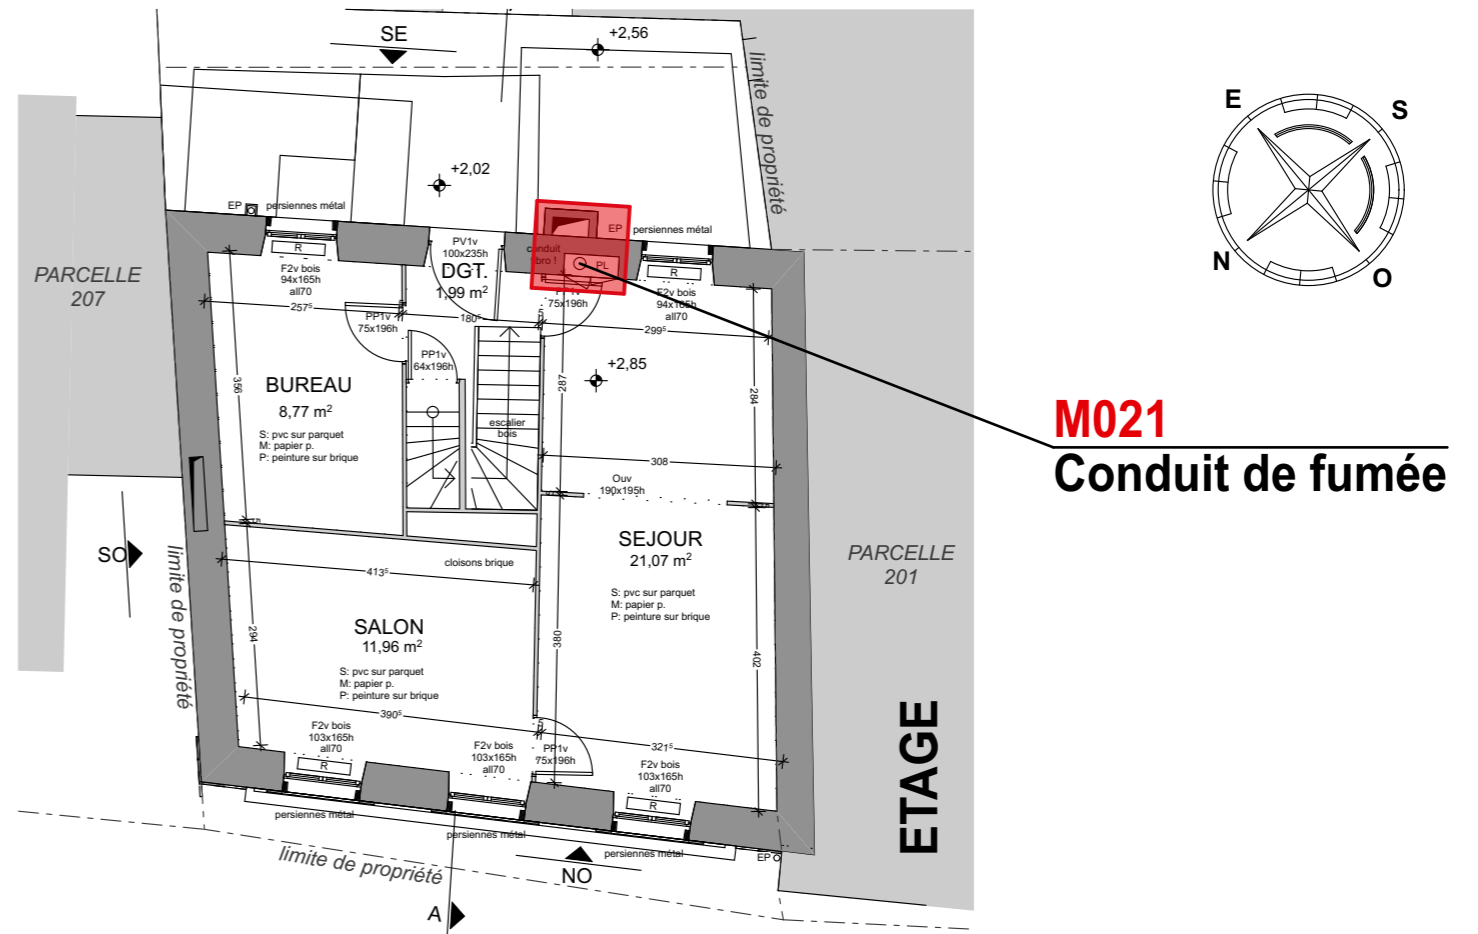 SE
+2,56
limite de propriété
E
S
N
O
+2,02
EP
persiennes métal
PV1v
100x235h
DGT.
1,99 m²
conduit
EP
persiennes métal
PL
R
F2v bois
94x165h
all70
R
F2v bois
94x165h
all70
75x196h
PARCELLE
207
257⁵
180⁵
5
299⁵
PP1v
75x196h
PP1v
64x196h
+2,85
356
287
284
BUREAU
8,77 m²
S: pvc sur parquet
M: papier p.
P: peinture sur brique
escalier
bois
M021
Conduit de fumée
308
Ouv
190x195h
SO
limite de propriété
cloisons brique
413⁵
SEJOUR
21,07 m²
S: pvc sur parquet
M: papier p.
P: peinture sur brique
PARCELLE
201
294
380
402
SALON
11,96 m²
S: pvc sur parquet
M: papier p.
P: peinture sur brique
390⁵
5
321⁵
F2v bois
103x165h
all70
R
F2v bois
103x165h
all70
PP1v
75x196h
F2v bois
103x165h
all70
R
ETAGE
persiennes métal
persiennes métal
persiennes métal
EP
limite de propriété
NO
A